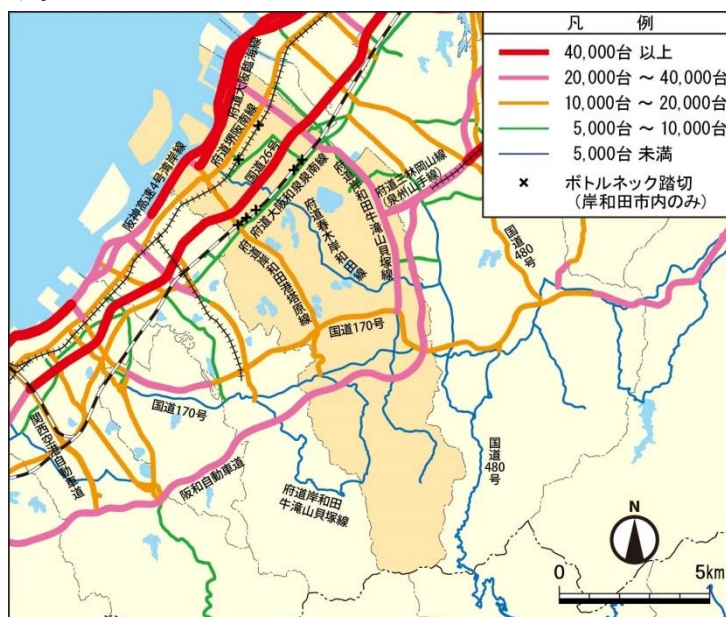 凡 例
40,000台 以上
20,000台 ～ 40,000台
10,000台 ～ 20,000台
5,000台 ～ 10,000台
5,000台 未満
ボトルネック踏切
（岸和田市内のみ）
府道大阪臨海線
府道堺阪南線
国道26号
阪神高速4号湾岸線
府道大阪和泉泉南線
府道岸和田港塔原線
府道春木岸和田線
府道岸和田牛滝山貝塚線
府道三林岡山線
（泉州山手線）
国道
480
号
国道170号
国道170号
関西空港自動車道
阪和自動車道
府道岸和田
牛滝山貝塚線
国道
480
号
N
0 5km